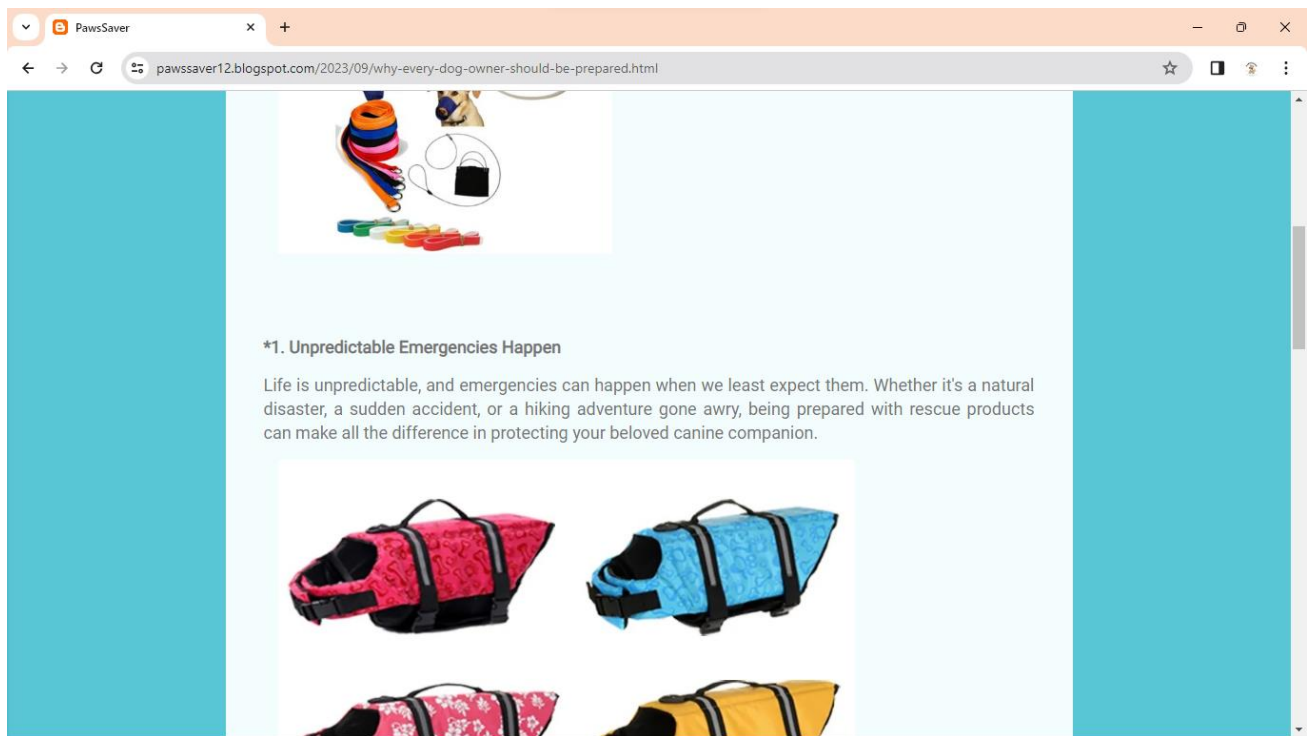 PawsSaver
pawssaver12.blogspot.com/2023/09/why-every-dog-owner-should-be-prepared.html
*1. Unpredictable Emergencies Happen
Life is unpredictable, and emergencies can happen when we least expect them. Whether it's a natural
disaster, a sudden accident, or a hiking adventure gone awry, being prepared with rescue products
can make all the difference in protecting your beloved canine companion.